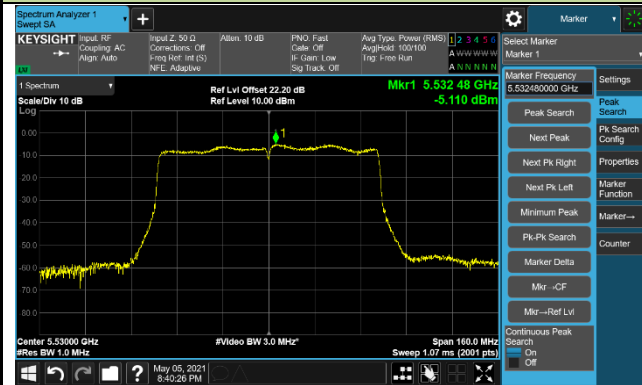 Spectrum Analyzer 1
Swept SA
Marker
KEYSIGHT
Input: RF
Coupling: AC
Align: Auto
Input Z: 50 Ω
Corrections: Off
Freq Ref: Int (S)
NFE: Adaptive
Atten: 10 dB
PNO: Fast
Gate: Off
IF Gain: Low
Sig Track: Off
Avg Type: Power (RMS)
Avg|Hold: 100/100
Trig: Free Run
1 2 3 4 5 6
A W W W W W
A N N N N N
LXI
Select Marker
Marker 1
1 Spectrum
Scale/Div 10 dB
Log
Ref Lvl Offset 22.20 dB
Ref Level 10.00 dBm
Mkr1 5.532 48 GHz
-5.110 dBm
0.00
-10.0
-20.0
-30.0
-40.0
-50.0
-60.0
-70.0
-80.0
1
Center 5.53000 GHz
#Res BW 1.0 MHz
#Video BW 3.0 MHz*
Span 160.0 MHz
Sweep 1.07 ms (2001 pts)
Marker Frequency
5.532480000 GHz
Peak Search
Next Peak
Next Pk Right
Next Pk Left
Minimum Peak
Pk-Pk Search
Marker Delta
Mkr→CF
Mkr→Ref Lvl
Continuous Peak
Search
On
Off
Settings
Peak
Search
Pk Search
Config
Properties
Marker
Function
Marker→
Counter
May 05, 2021
8:40:26 PM